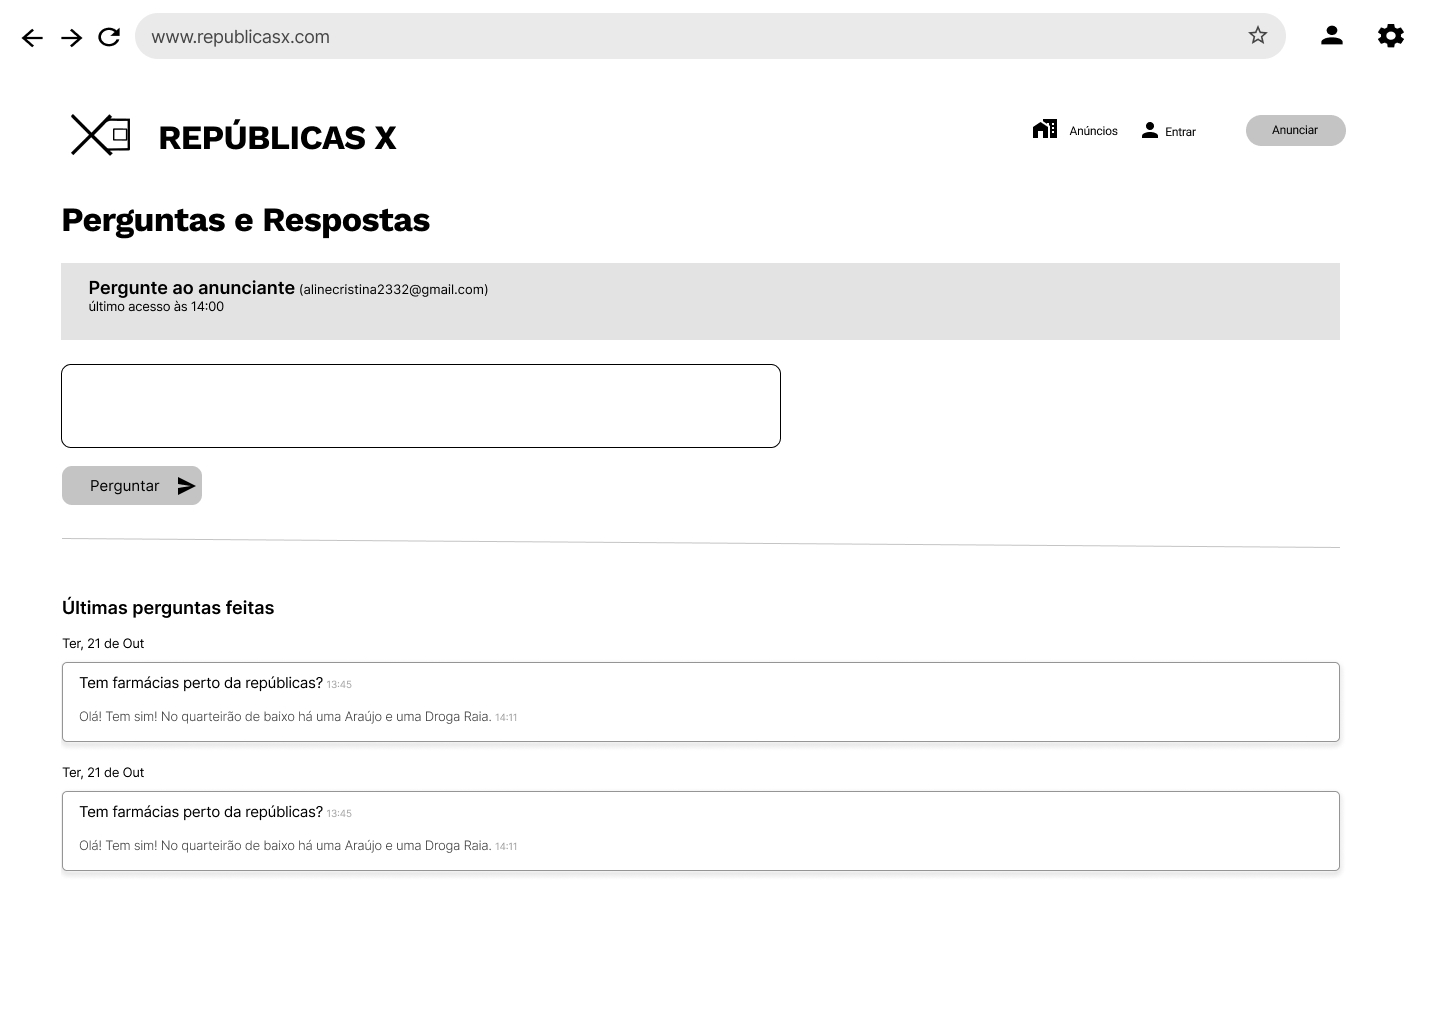 www.republicasx.com
REPÚBLICAS X
Anúncios
Entrar
Anunciar
Perguntas e Respostas
Pergunte ao anunciante (alinecristina2332@gmail.com)
último acesso às 14:00
Perguntar
Últimas perguntas feitas
Ter, 21 de Out
Tem farmácias perto da repúblicas? 13:45
Olá! Tem sim! No quarteirão de baixo há uma Araújo e uma Droga Raia. 14:11
Ter, 21 de Out
Tem farmácias perto da repúblicas? 13:45
Olá! Tem sim! No quarteirão de baixo há uma Araújo e uma Droga Raia. 14:11